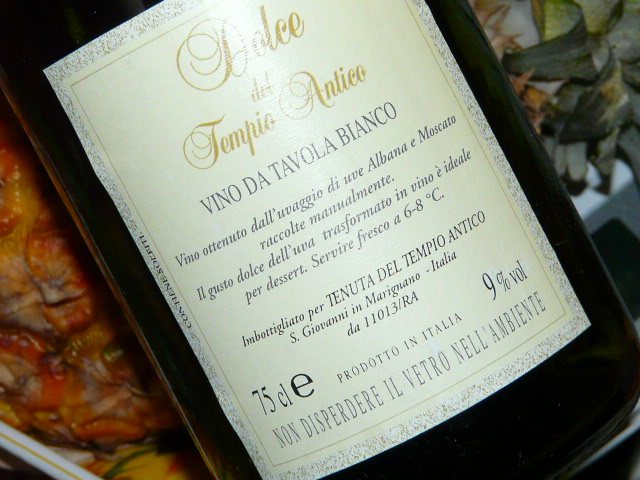 Dolce
del
Tempio Antico
VINO DA TAVOLA BIANCO
Vino ottenuto dall'uvaggio di uve Albana e Moscato
raccolte manualmente.
Il gusto dolce dell'uva trasformato in vino è ideale
per dessert. Servire fresco a 6-8 °C.
Imbottigliato per TENUTA DEL TEMPIO ANTICO
S. Giovanni in Marignano - Italia
da 11013/RA
9 % vol
75 cl e
PRODOTTO IN ITALIA
NON DISPERDERE IL VETRO NELL'AMBIENTE
CONTIENE SOLFITI